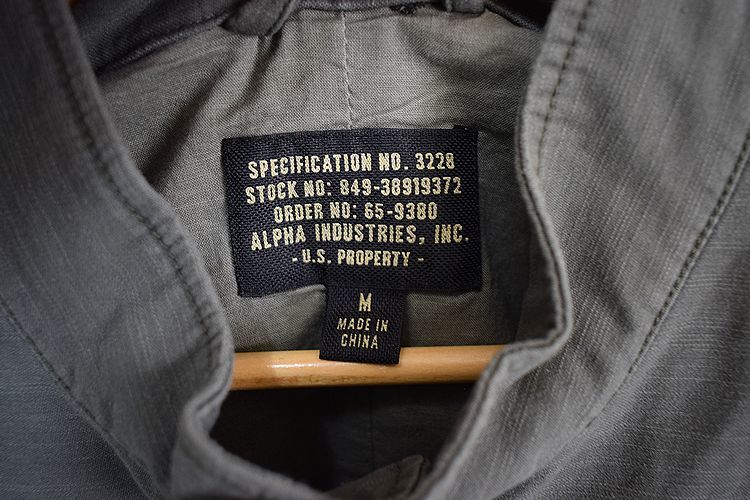 SPECIFICATION NO. 3228
STOCK NO: 849-38919372
ORDER NO: 65-9380
ALPHA INDUSTRIES, INC.
- U.S. PROPERTY -
M
MADE IN
CHINA